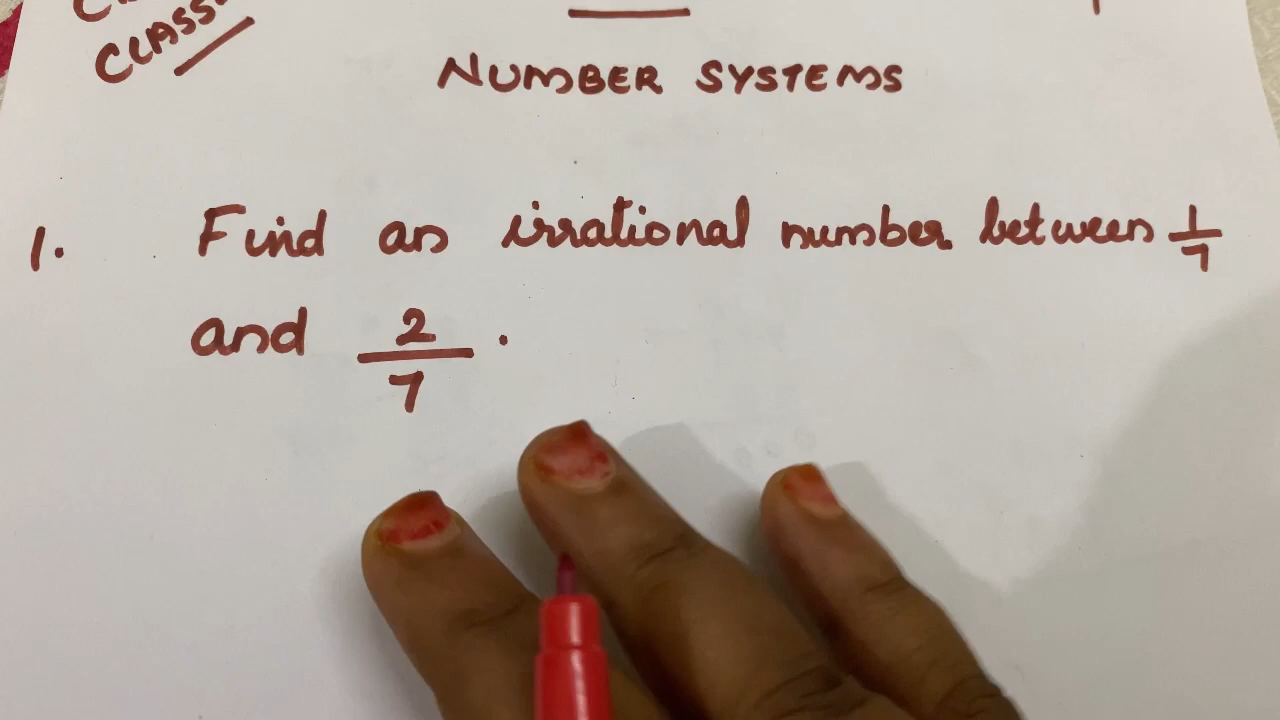 CLASS
NUMBER SYSTEMS
1. Find an irrational number between 1/7
and 2/7.